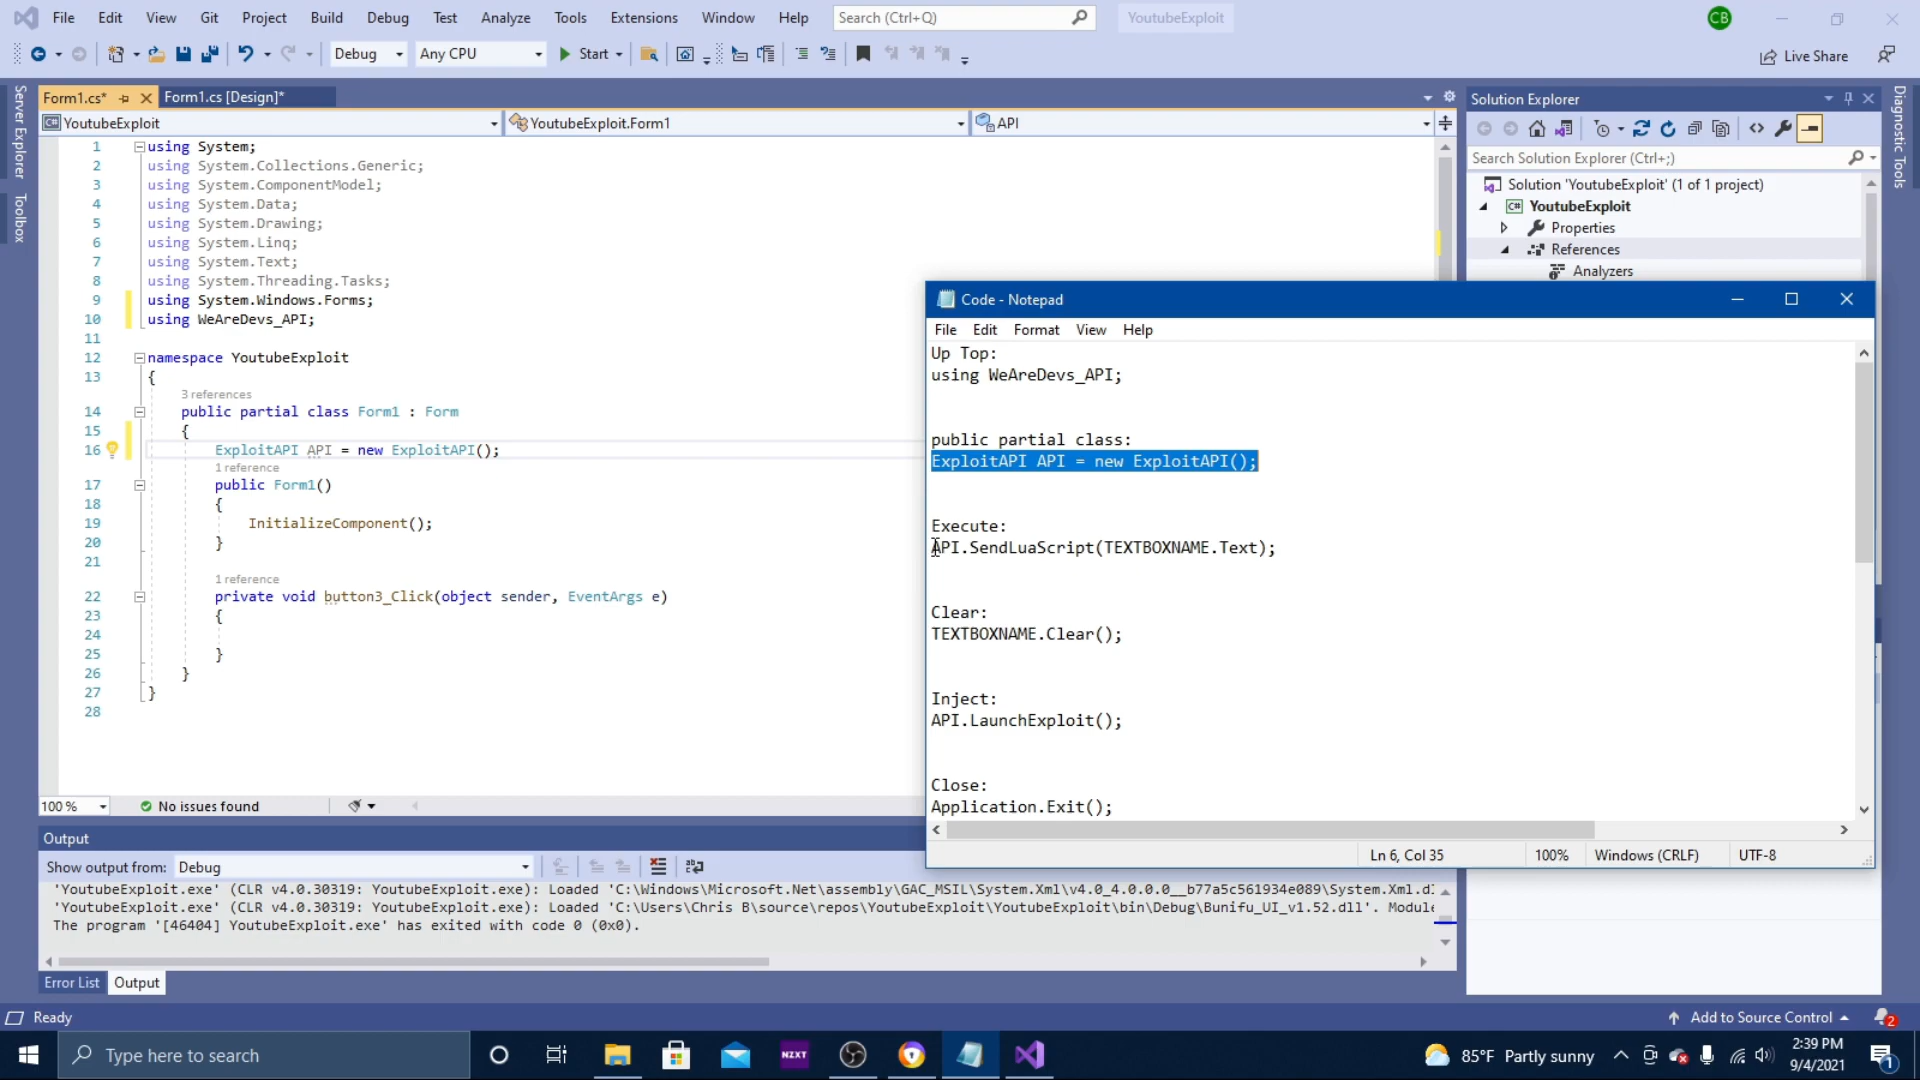 File Edit View Git Project Build Debug Test Analyze Tools Extensions Window Help Search (Ctrl+Q) YoutubeExploit CB
Debug Any CPU Start Live Share
Server Explorer
Toolbox
Form1.cs* Form1.cs [Design]*
YoutubeExploit YoutubeExploit.Form1 API
1 using System;
2 using System.Collections.Generic;
3 using System.ComponentModel;
4 using System.Data;
5 using System.Drawing;
6 using System.Linq;
7 using System.Text;
8 using System.Threading.Tasks;
9 using System.Windows.Forms;
10 using WeAreDevs_API;
11
12 namespace YoutubeExploit
13 {
3 references
14 public partial class Form1 : Form
15 {
16 ExploitAPI API = new ExploitAPI();
1 reference
17 public Form1()
18 {
19 InitializeComponent();
20 }
21
1 reference
22 private void button3_Click(object sender, EventArgs e)
23 {
24
25 }
26 }
27 }
28
100 % No issues found
Output
Show output from: Debug
'YoutubeExploit.exe' (CLR v4.0.30319: YoutubeExploit.exe): Loaded 'C:\Windows\Microsoft.Net\assembly\GAC_MSIL\System.Xml\v4.0_4.0.0.0__b77a5c561934e089\System.Xml.dl
'YoutubeExploit.exe' (CLR v4.0.30319: YoutubeExploit.exe): Loaded 'C:\Users\Chris B\source\repos\YoutubeExploit\YoutubeExploit\bin\Debug\Bunifu_UI_v1.52.dll'. Module
The program '[46404] YoutubeExploit.exe' has exited with code 0 (0x0).
Error List Output
Solution Explorer
Search Solution Explorer (Ctrl+;)
Solution 'YoutubeExploit' (1 of 1 project)
C# YoutubeExploit
Properties
References
Analyzers
Diagnostic Tools
Code - Notepad
File Edit Format View Help
Up Top:
using WeAreDevs_API;
public partial class:
ExploitAPI API = new ExploitAPI();
Execute:
API.SendLuaScript(TEXTBOXNAME.Text);
Clear:
TEXTBOXNAME.Clear();
Inject:
API.LaunchExploit();
Close:
Application.Exit();
Ln 6, Col 35 100% Windows (CRLF) UTF-8
Ready Add to Source Control 2
Type here to search NZXT 85°F Partly sunny 2:39 PM
9/4/2021 1